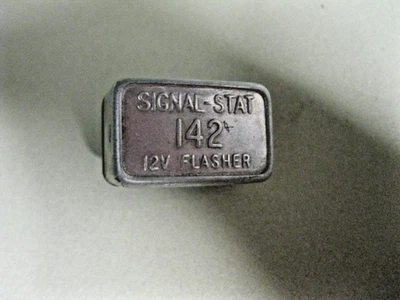 SIGNAL-STAT
142
12V FLASHER